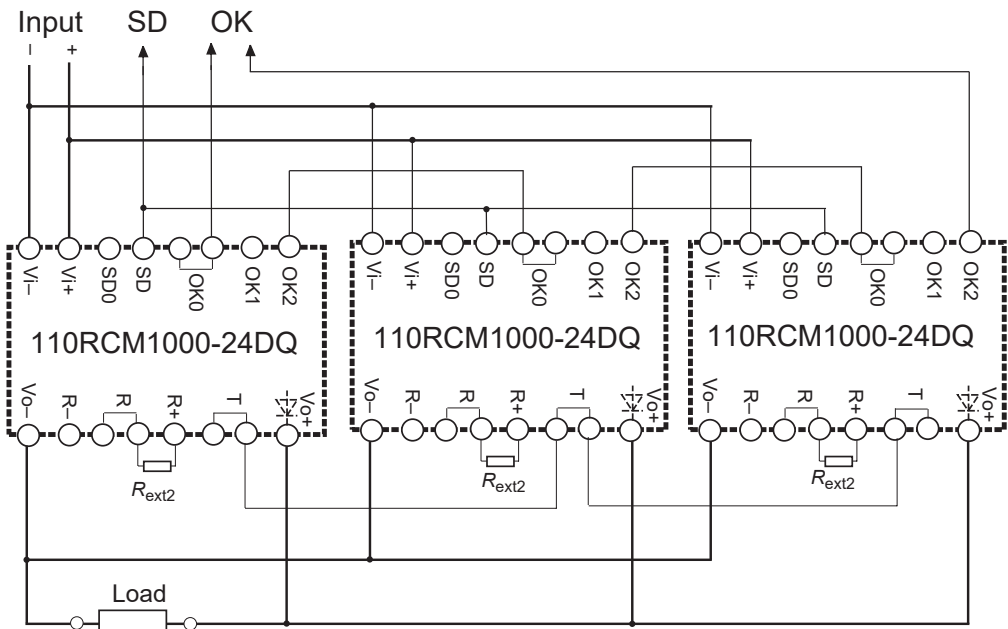 Input SD OK
– +
Vi– Vi+ SD0 SD OK0 OK1 OK2
Vi– Vi+ SD0 SD OK0 OK1 OK2
Vi– Vi+ SD0 SD OK0 OK1 OK2
110RCM1000-24DQ
110RCM1000-24DQ
110RCM1000-24DQ
Vo– R– R R+ T Vo+
Vo– R– R R+ T Vo+
Vo– R– R R+ T Vo+
Rext2
Rext2
Rext2
Load